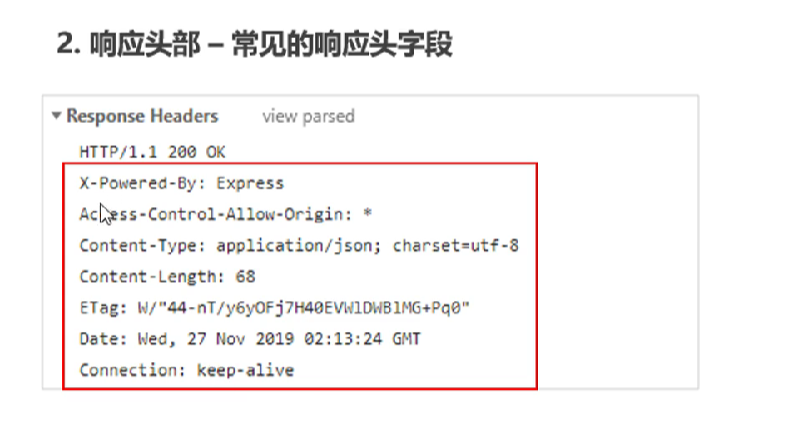 2. 响应头部 – 常见的响应头字段
Response Headers view parsed
HTTP/1.1 200 OK
X-Powered-By: Express
Access-Control-Allow-Origin: *
Content-Type: application/json; charset=utf-8
Content-Length: 68
ETag: W/"44-nT/y6yOFj7H40EVWlDWBlMG+Pq0"
Date: Wed, 27 Nov 2019 02:13:24 GMT
Connection: keep-alive